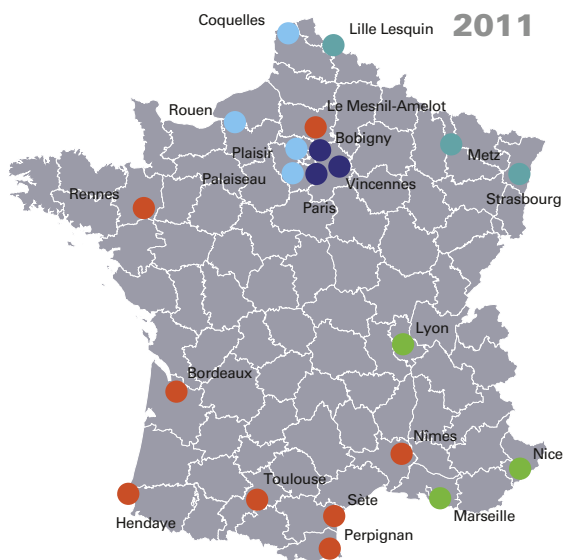 2011
Coquelles
Lille Lesquin
Rouen
Le Mesnil-Amelot
Bobigny
Plaisir
Metz
Palaiseau
Vincennes
Rennes
Strasbourg
Paris
Lyon
Bordeaux
Nîmes
Nice
Toulouse
Sète
Marseille
Hendaye
Perpignan